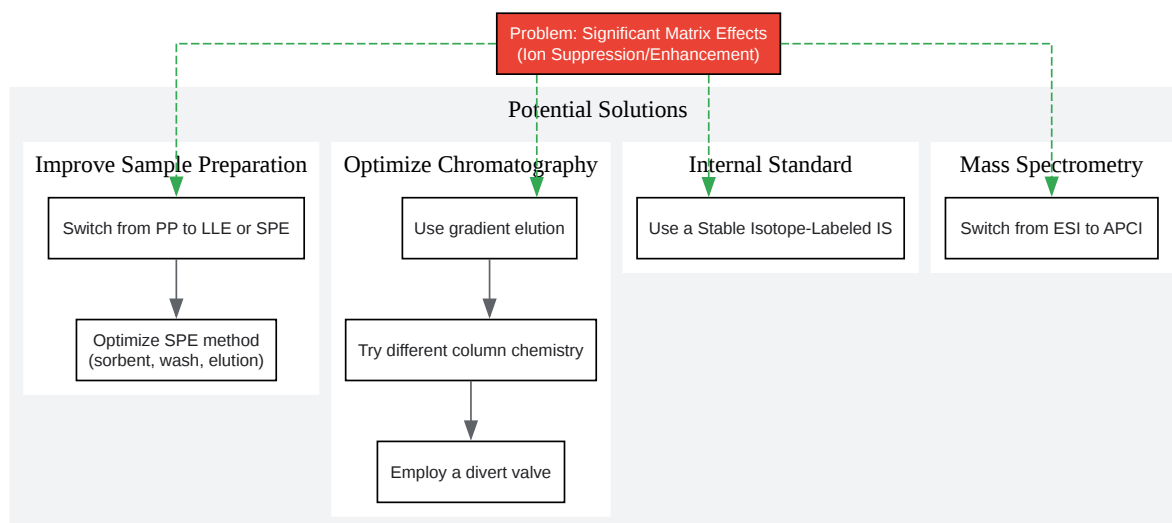 Problem: Significant Matrix Effects
(Ion Suppression/Enhancement)
Potential Solutions
Improve Sample Preparation
Switch from PP to LLE or SPE
Optimize SPE method
(sorbent, wash, elution)
Optimize Chromatography
Use gradient elution
Try different column chemistry
Employ a divert valve
Internal Standard
Use a Stable Isotope-Labeled IS
Mass Spectrometry
Switch from ESI to APCI